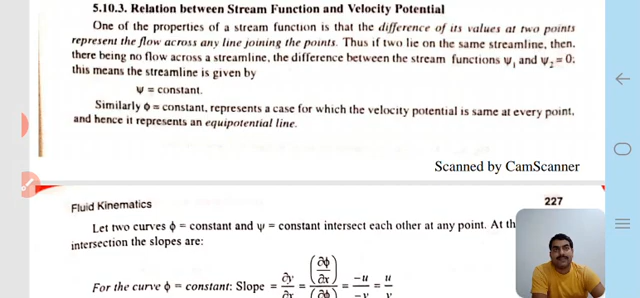 5.10.3. Relation between Stream Function and Velocity Potential
One of the properties of a stream function is that the difference of its values at two points
represent the flow across any line joining the points. Thus if two lie on the same streamline, then.
there being no flow across a streamline, the difference between the stream functions ψ₁ and ψ₂ = 0;
this means the streamline is given by
ψ = constant.
Similarly ϕ = constant, represents a case for which the velocity potential is same at every point,
and hence it represents an equipotential line.
Scanned by CamScanner
Fluid Kinematics
227
Let two curves ϕ = constant and ψ = constant intersect each other at any point. At th
intersection the slopes are:
For the curve ϕ = constant: Slope = ∂y/∂x = (∂ϕ/∂x)/(∂ϕ = −u/−v = u/v